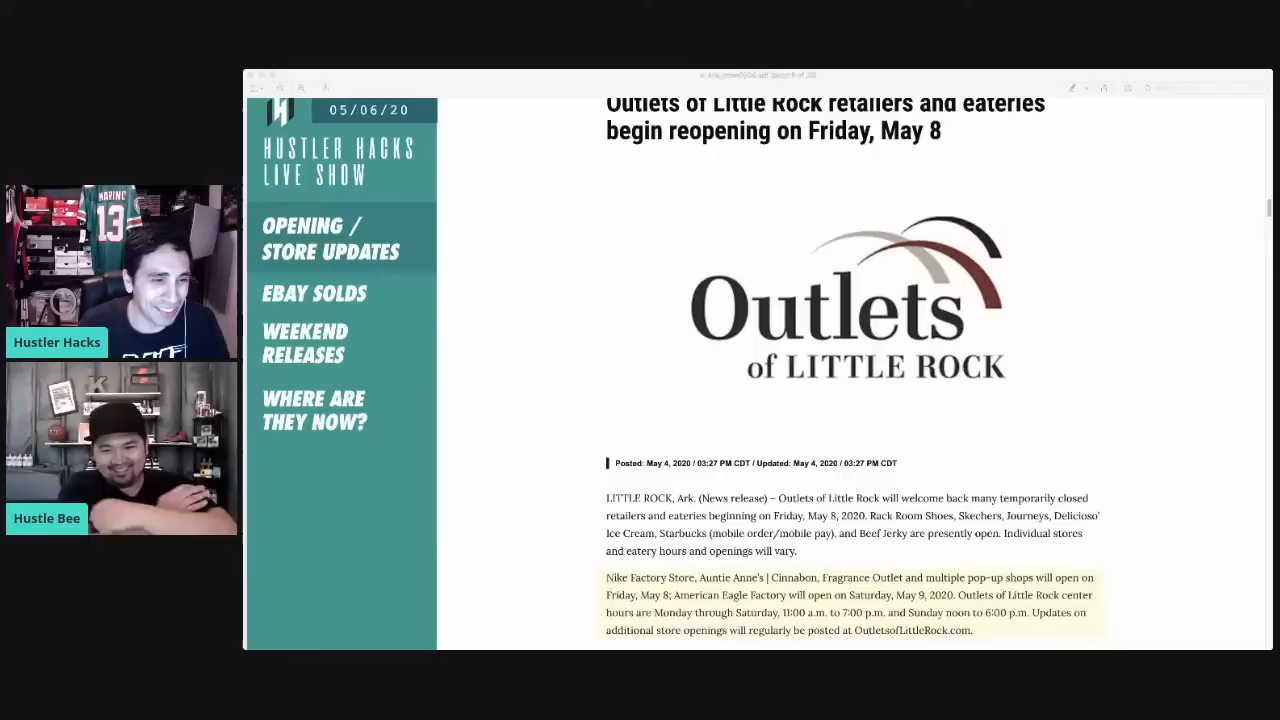 05/06/20
HUSTLER HACKS
LIVE SHOW
OPENING /
STORE UPDATES
EBAY SOLDS
WEEKEND
RELEASES
WHERE ARE
THEY NOW?
MARINO
13
Hustler Hacks
K
Hustle Bee
Outlets of Little Rock retailers and eateries
begin reopening on Friday, May 8
Outlets
of LITTLE ROCK
Posted: May 4, 2020 / 03:27 PM CDT / Updated: May 4, 2020 / 03:27 PM CDT
LITTLE ROCK, Ark. (News release) – Outlets of Little Rock will welcome back many temporarily closed
retailers and eateries beginning on Friday, May 8, 2020. Rack Room Shoes, Skechers, Journeys, Delicioso'
Ice Cream, Starbucks (mobile order/mobile pay), and Beef Jerky are presently open. Individual stores
and eatery hours and openings will vary.
Nike Factory Store, Auntie Anne's | Cinnabon, Fragrance Outlet and multiple pop-up shops will open on
Friday, May 8; American Eagle Factory will open on Saturday, May 9, 2020. Outlets of Little Rock center
hours are Monday through Saturday, 11:00 a.m. to 7:00 p.m. and Sunday noon to 6:00 p.m. Updates on
additional store openings will regularly be posted at OutletsofLittleRock.com.